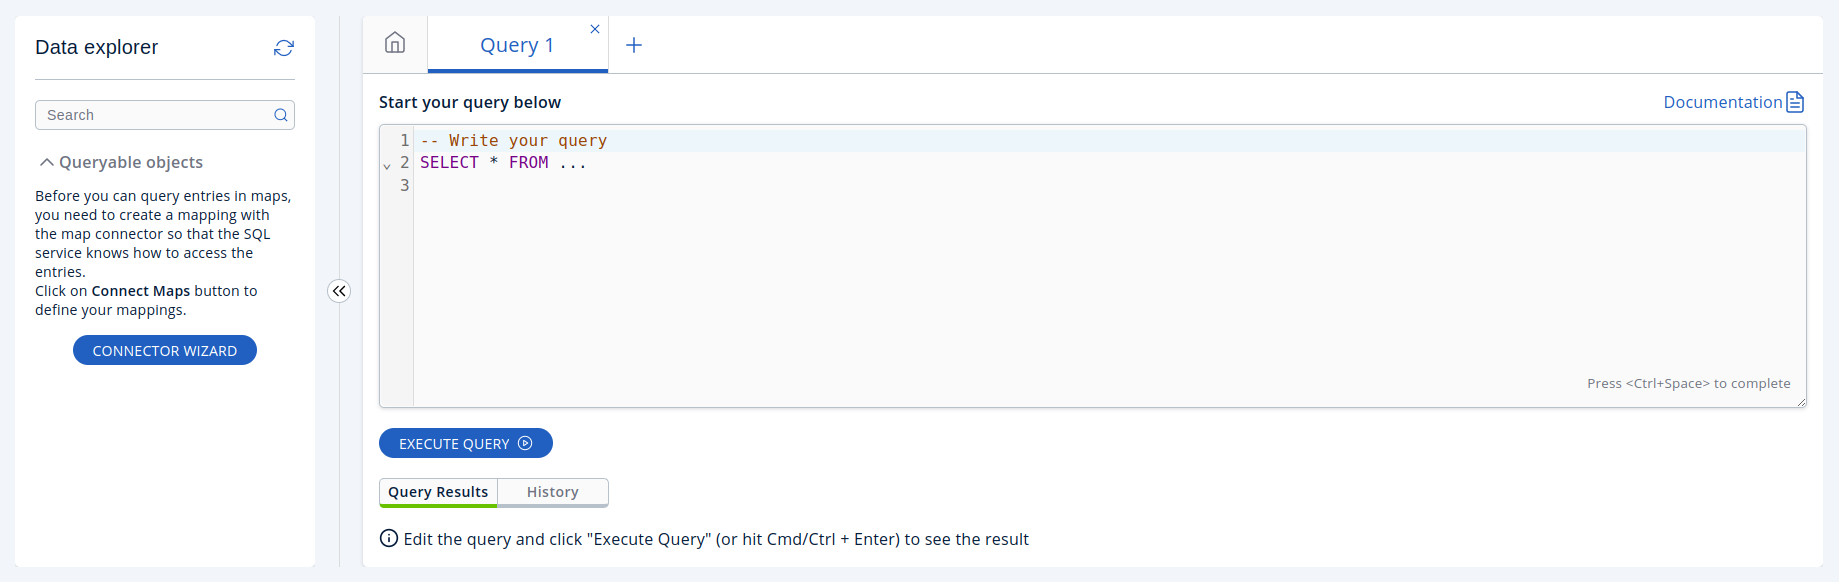 Data explorer
Search
Queryable objects
Before you can query entries in maps,
you need to create a mapping with
the map connector so that the SQL
service knows how to access the
entries.
Click on Connect Maps button to
define your mappings.
CONNECTOR WIZARD
Query 1
Start your query below
Documentation
1 -- Write your query
2 SELECT * FROM ...
3
Press <Ctrl+Space> to complete
EXECUTE QUERY
Query Results History
Edit the query and click "Execute Query" (or hit Cmd/Ctrl + Enter) to see the result